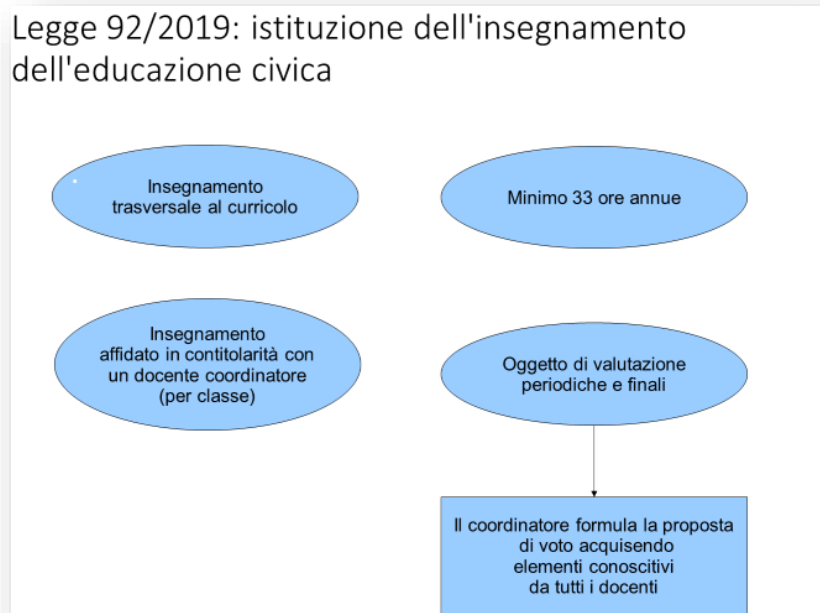 Legge 92/2019: istituzione dell'insegnamento
dell'educazione civica
Insegnamento
trasversale al curricolo
Minimo 33 ore annue
Insegnamento
affidato in contitolarità con
un docente coordinatore
(per classe)
Oggetto di valutazione
periodiche e finali
Il coordinatore formula la proposta
di voto acquisendo
elementi conoscitivi
da tutti i docenti